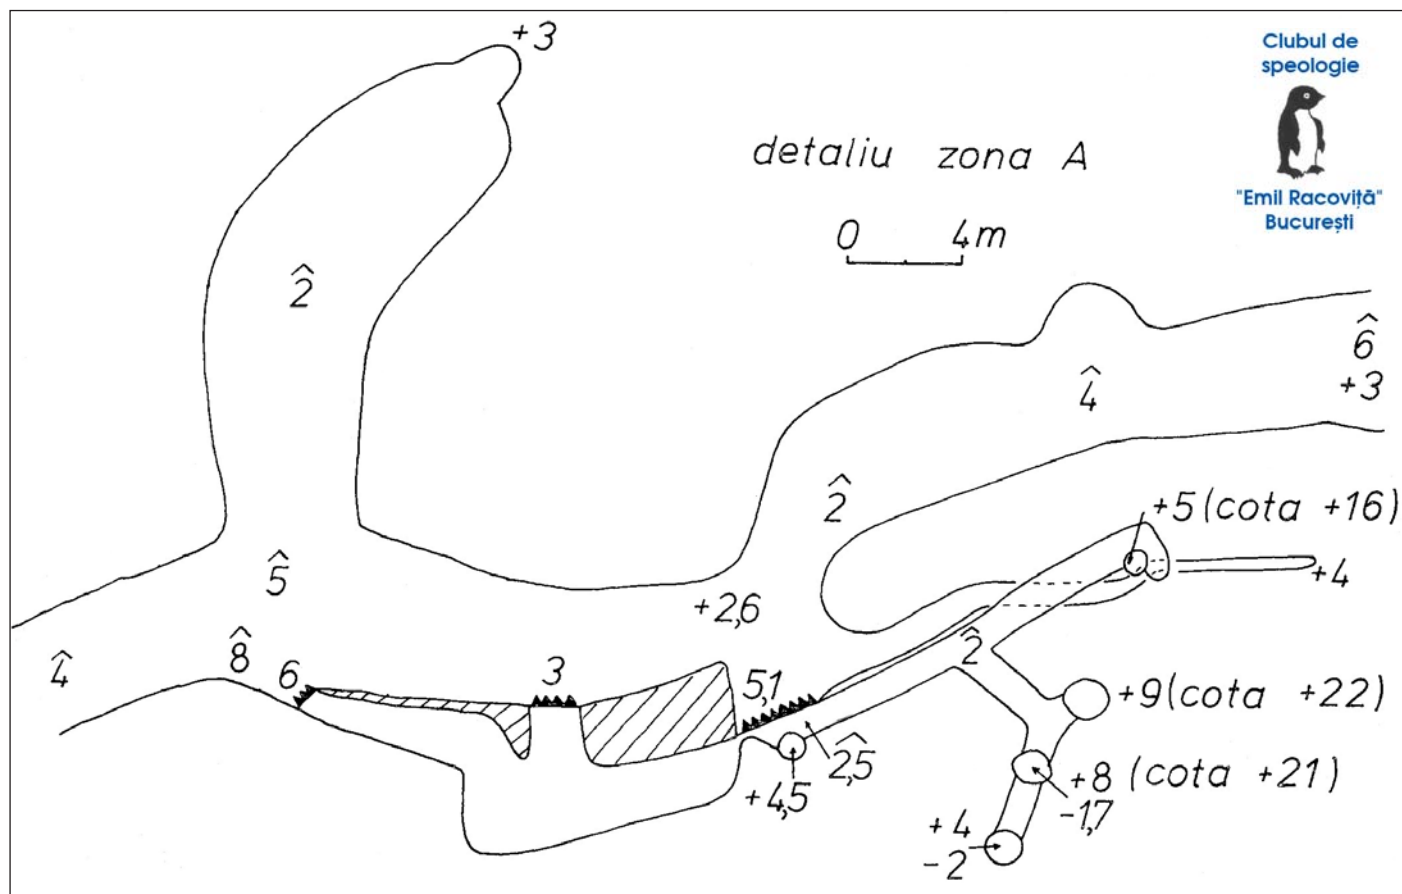 +3
Clubul de
speologie
"Emil Racoviță"
București
detaliu zona A
0 4m
2
6
+3
4
2
+5 (cota +16)
+4
5
+2,6
8
4
6
3
5,1
2
+9 (cota +22)
2,5
+4,5
+8 (cota +21)
-1,7
+4
-2